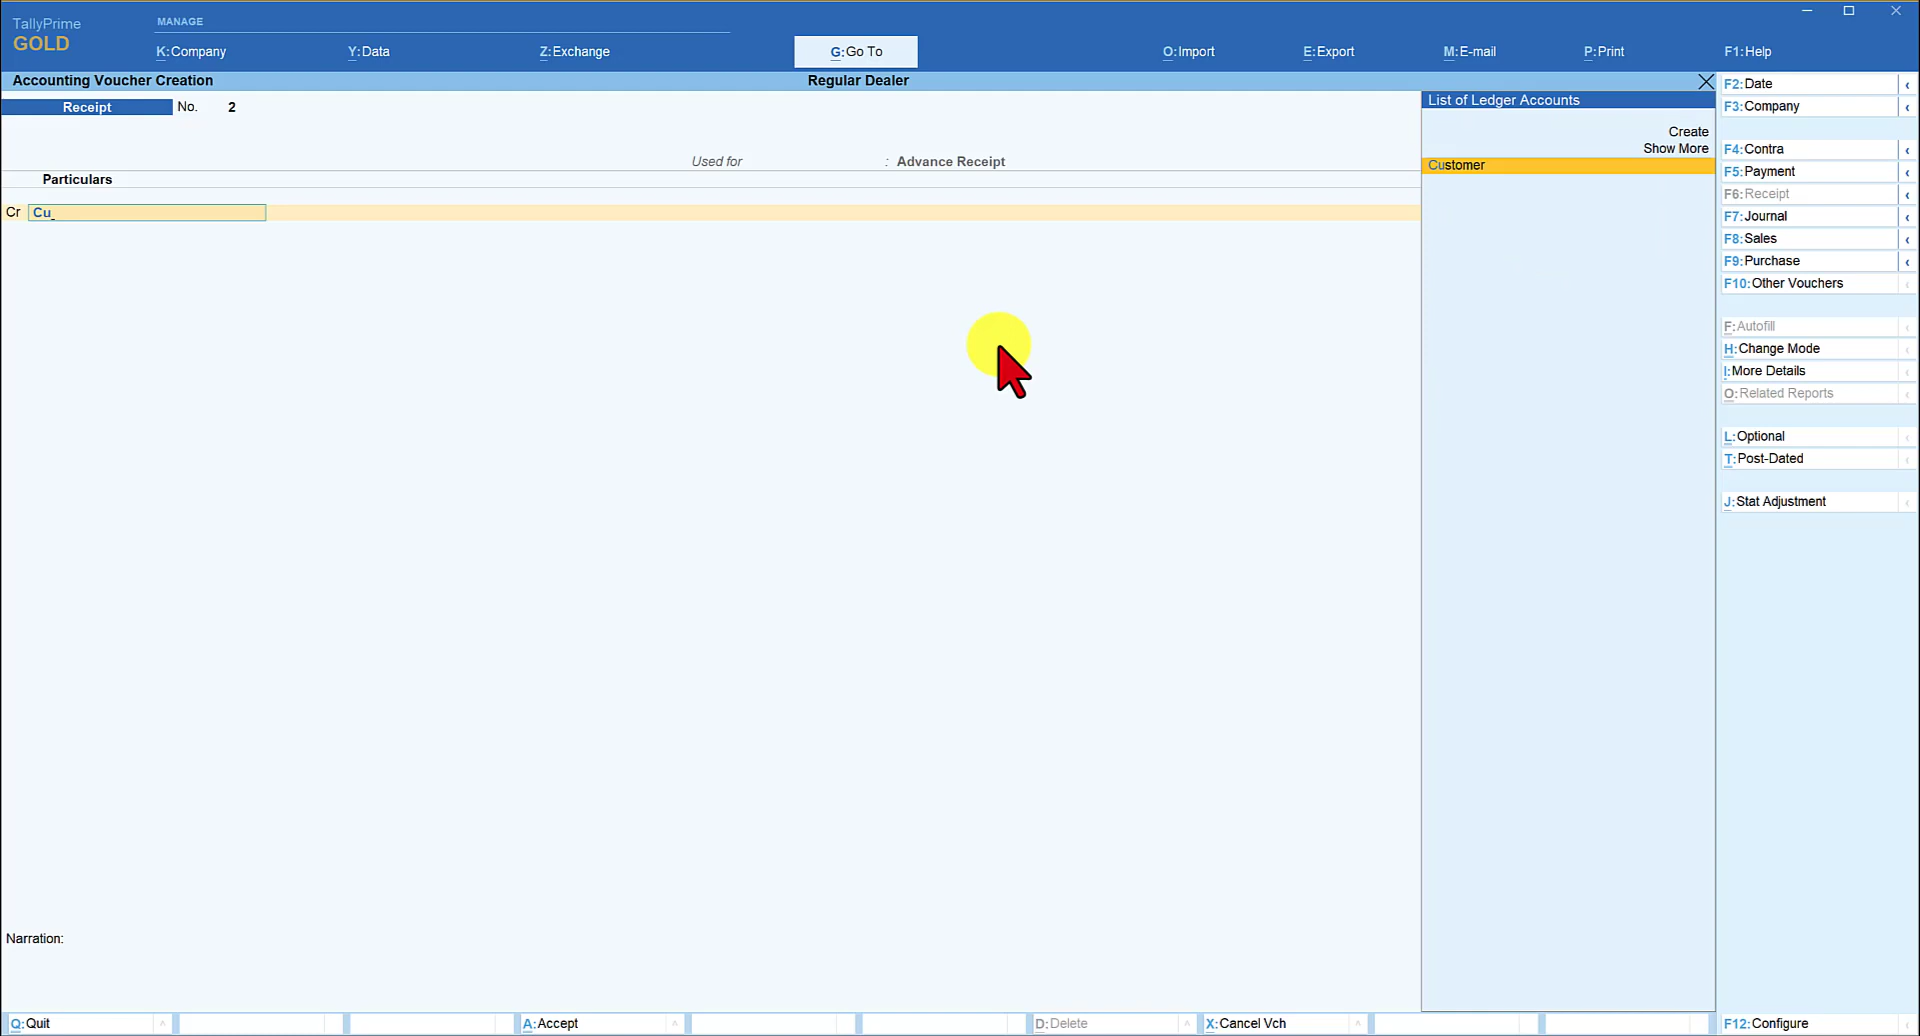 TallyPrime
GOLD
MANAGE
K:Company
Y:Data
Z:Exchange
G:Go To
O:Import
E:Export
M:E-mail
P:Print
F1:Help
Accounting Voucher Creation
Regular Dealer
Receipt No. 2
Used for : Advance Receipt
Particulars
Cr Cu
Narration:
List of Ledger Accounts
Create
Show More
Customer
F2:Date
F3:Company
F4:Contra
F5:Payment
F6:Receipt
F7:Journal
F8:Sales
F9:Purchase
F10:Other Vouchers
F:Autofill
H:Change Mode
I:More Details
O:Related Reports
L:Optional
T:Post-Dated
J:Stat Adjustment
Q:Quit
A:Accept
D:Delete
X:Cancel Vch
F12:Configure